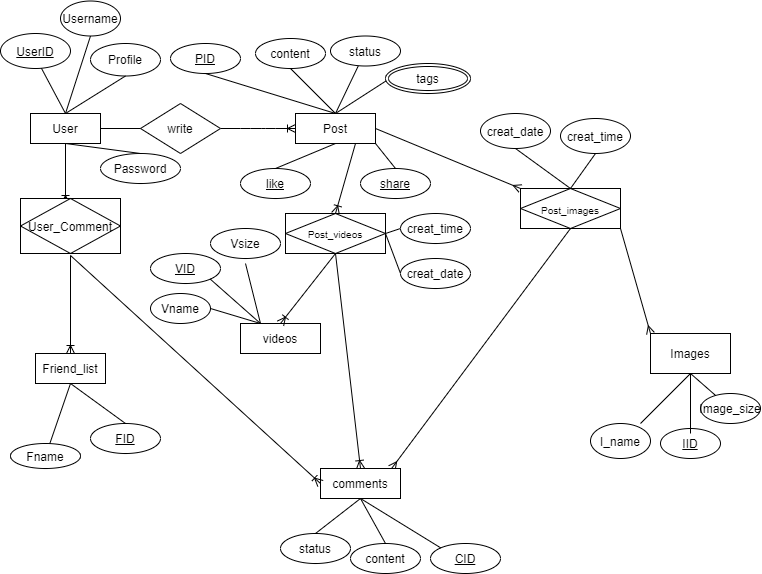 Username
UserID
Profile
PID
content
status
tags
User
write
Post
creat_date
creat_time
Password
like
share
Post_images
User_Comment
Post_videos
creat_time
Vsize
VID
creat_date
Vname
videos
Images
Friend_list
Image_size
I_name
IID
FID
Fname
comments
status
content
CID